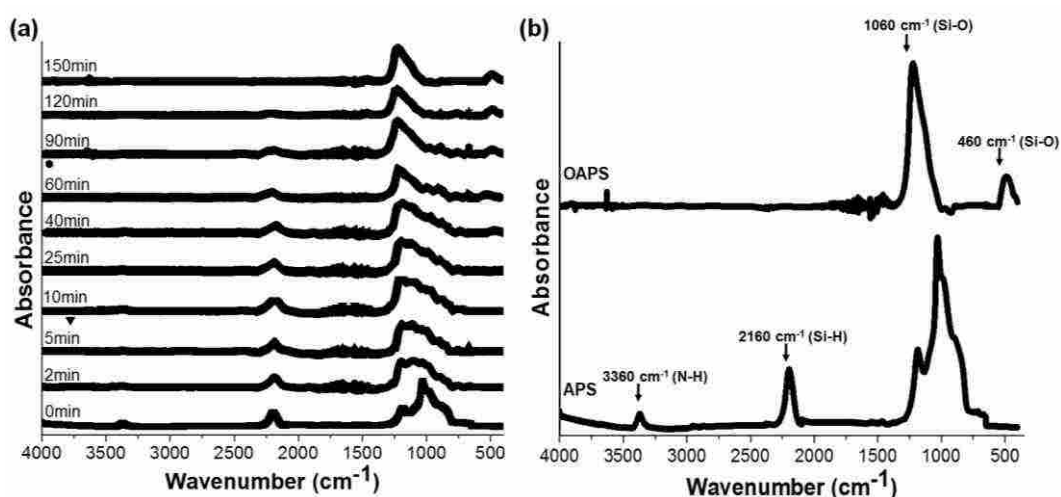 (a)
150min
120min
90min
60min
40min
25min
10min
5min
2min
0min
Absorbance
4000 3500 3000 2500 2000 1500 1000 500
Wavenumber (cm-1)
(b)
1060 cm-1 (Si-O)
460 cm-1 (Si-O)
OAPS
2160 cm-1 (Si-H)
3360 cm-1 (N-H)
APS
Absorbance
4000 3500 3000 2500 2000 1500 1000 500
Wavenumber (cm-1)